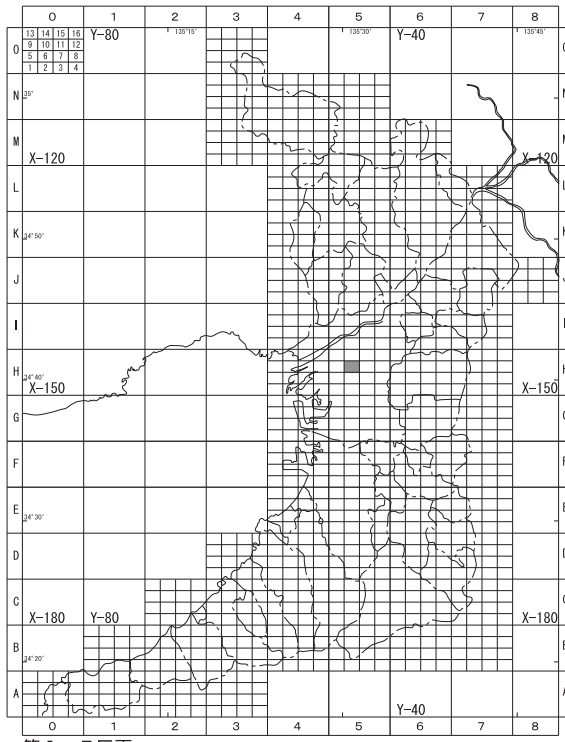 0 1 2 3 4 5 6 7 8
13 14 15 16
9 10 11 12
5 6 7 8
1 2 3 4
Y-80 135°15′ 135°30′ Y-40 135°45′
O
N 35°
M
X-120 X-120
L
K 34°50′
J
I
H 34°40′
X-150 X-150
G
F
E 34°30′
D
C
X-180 Y-80 X-180
B 34°20′
A
Y-40
0 1 2 3 4 5 6 7 8